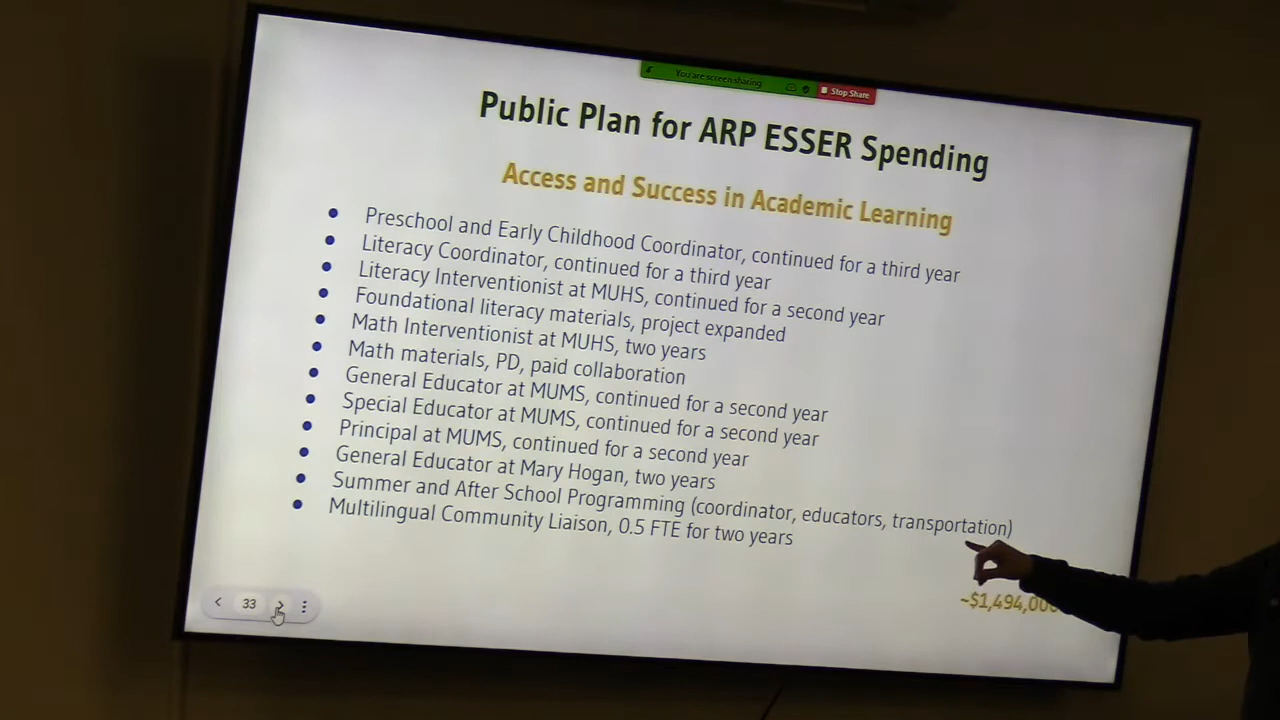 You are screen sharing
Stop Share
Public Plan for ARP ESSER Spending
Access and Success in Academic Learning
• Preschool and Early Childhood Coordinator, continued for a third year
• Literacy Coordinator, continued for a third year
• Literacy Interventionist at MUHS, continued for a second year
• Foundational literacy materials, project expanded
• Math Interventionist at MUHS, two years
• Math materials, PD, paid collaboration
• General Educator at MUMS, continued for a second year
• Special Educator at MUMS, continued for a second year
• Principal at MUMS, continued for a second year
• General Educator at Mary Hogan, two years
• Summer and After School Programming (coordinator, educators, transportation)
• Multilingual Community Liaison, 0.5 FTE for two years
~$1,494,000
33